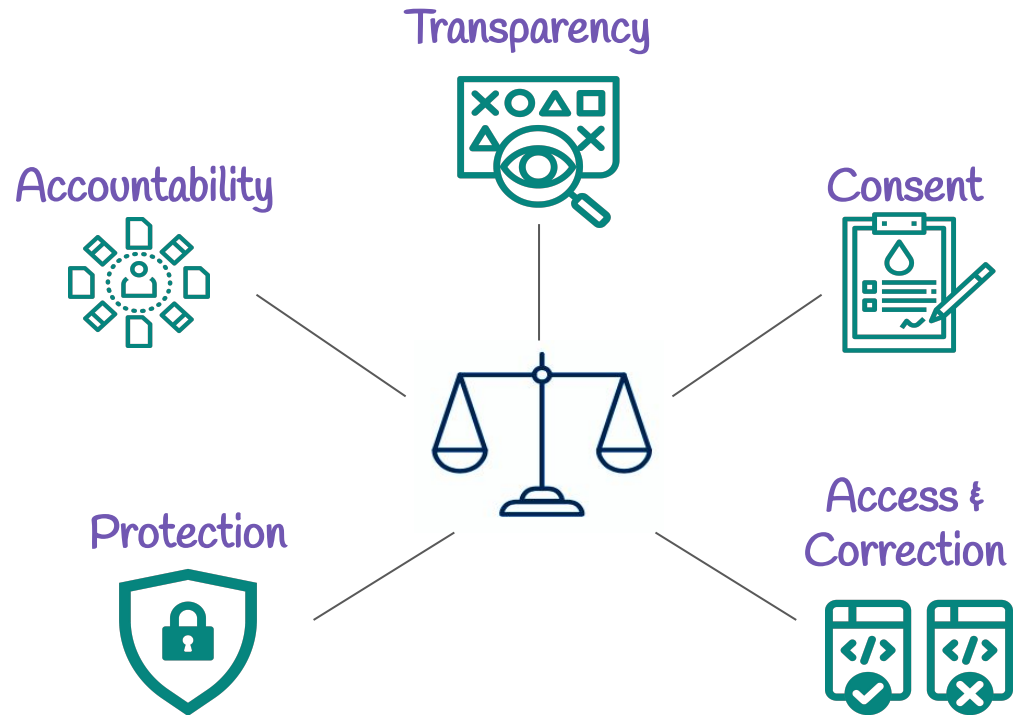 Transparency
Accountability
Consent
Protection
Access &
Correction